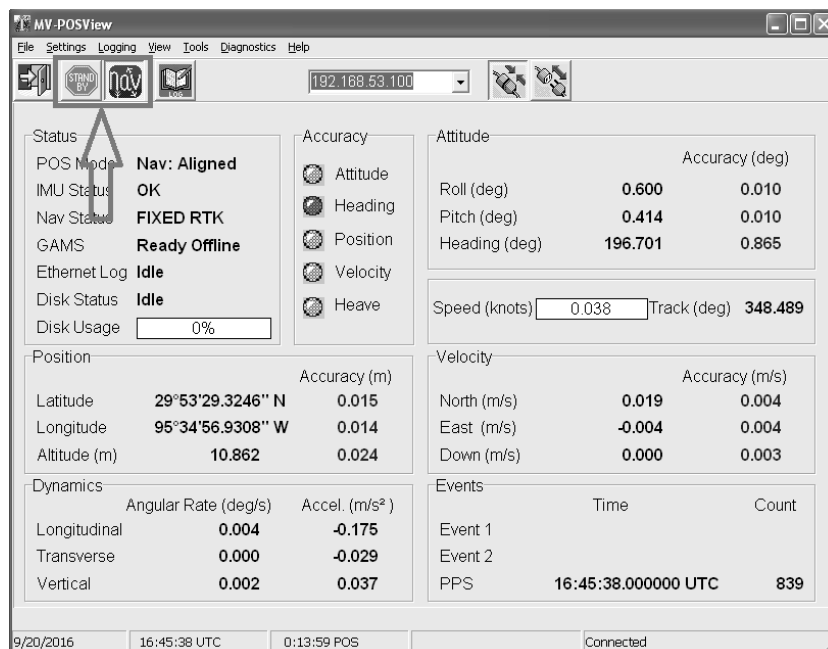 MV-POSView
File Settings Logging View Tools Diagnostics Help
STAND BY nav LOG 192.168.53.100
Status
POS Mode Nav: Aligned
IMU Status OK
Nav Status FIXED RTK
GAMS Ready Offline
Ethernet Log Idle
Disk Status Idle
Disk Usage 0%
Accuracy
Attitude
Heading
Position
Velocity
Heave
Attitude
Accuracy (deg)
Roll (deg) 0.600 0.010
Pitch (deg) 0.414 0.010
Heading (deg) 196.701 0.865
Speed (knots) 0.038 Track (deg) 348.489
Position
Accuracy (m)
Latitude 29°53'29.3246" N 0.015
Longitude 95°34'56.9308" W 0.014
Altitude (m) 10.862 0.024
Velocity
Accuracy (m/s)
North (m/s) 0.019 0.004
East (m/s) -0.004 0.004
Down (m/s) 0.000 0.003
Dynamics
Angular Rate (deg/s) Accel. (m/s²)
Longitudinal 0.004 -0.175
Transverse 0.000 -0.029
Vertical 0.002 0.037
Events
Time Count
Event 1
Event 2
PPS 16:45:38.000000 UTC 839
9/20/2016 16:45:38 UTC 0:13:59 POS Connected